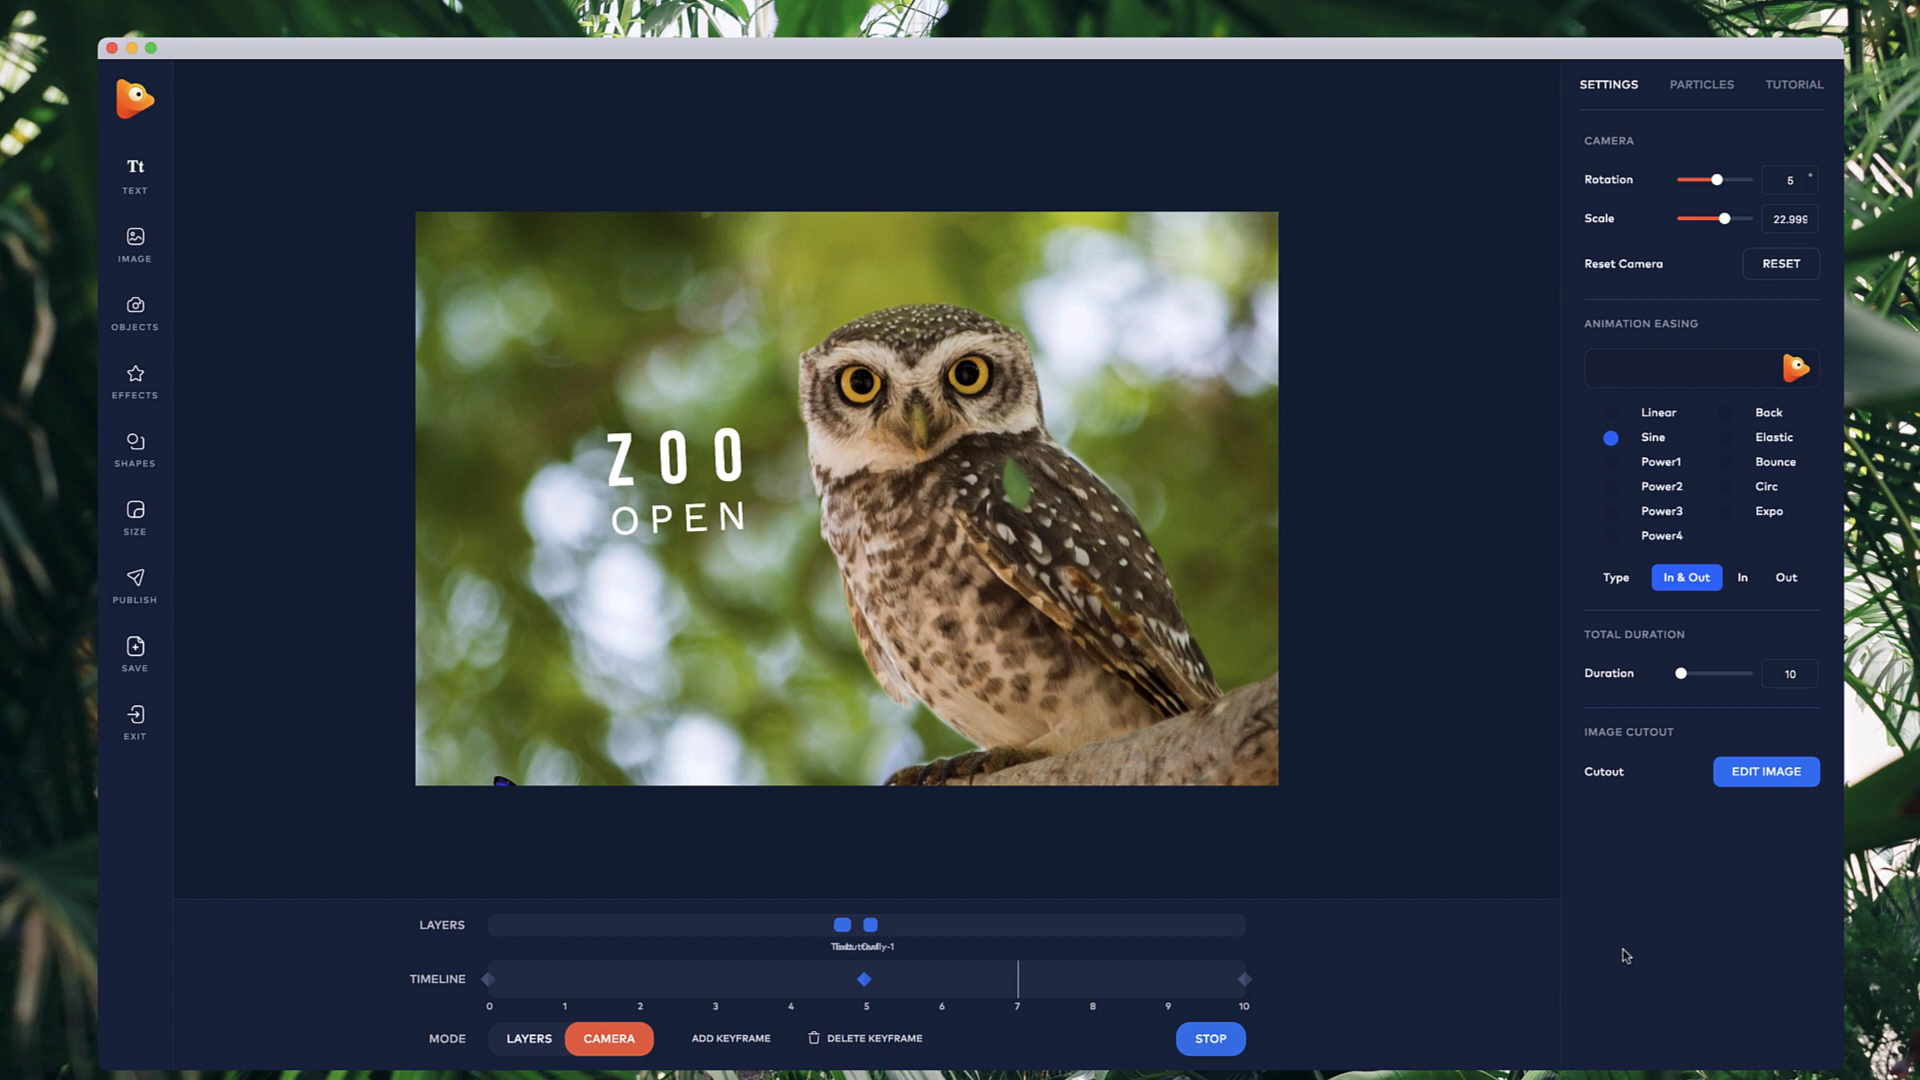 SETTINGS PARTICLES TUTORIAL
Tt
TEXT
IMAGE
OBJECTS
EFFECTS
SHAPES
SIZE
PUBLISH
SAVE
EXIT
ZOO
OPEN
CAMERA
Rotation 5 °
Scale 22.999
Reset Camera RESET
ANIMATION EASING
Linear Back
Sine Elastic
Power1 Bounce
Power2 Circ
Power3 Expo
Power4
Type In & Out In Out
TOTAL DURATION
Duration 10
IMAGE CUTOUT
Cutout EDIT IMAGE
LAYERS
TIMELINE
0 1 2 3 4 5 6 7 8 9 10
MODE LAYERS CAMERA ADD KEYFRAME DELETE KEYFRAME STOP